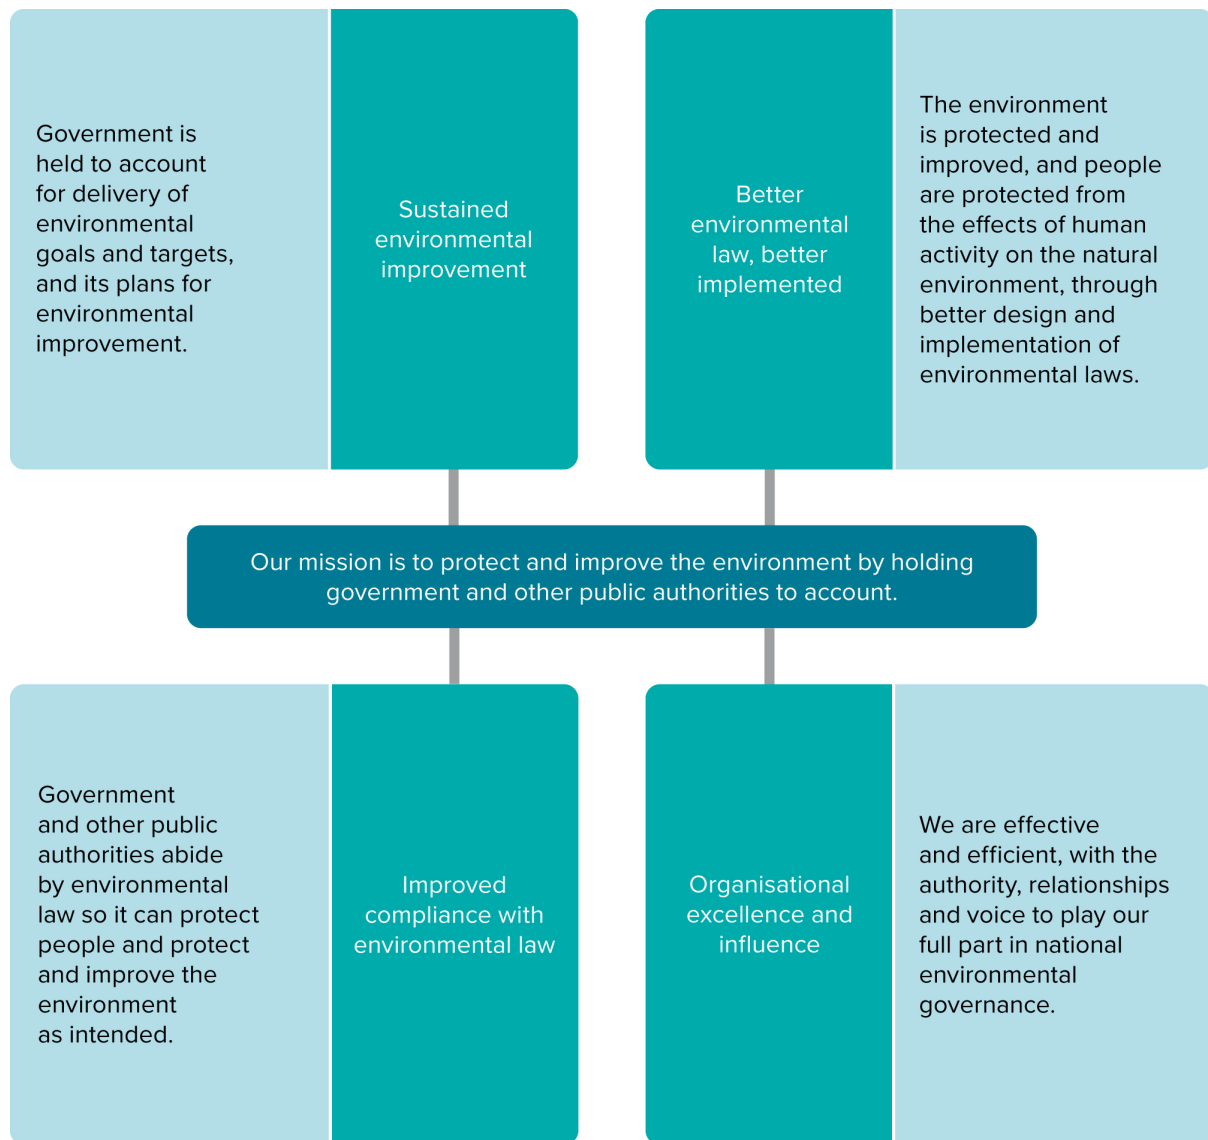 Government is
held to account
for delivery of
environmental
goals and targets,
and its plans for
environmental
improvement.
Sustained
environmental
improvement
Better
environmental
law, better
implemented
The environment
is protected and
improved, and people
are protected from
the effects of human
activity on the natural
environment, through
better design and
implementation of
environmental laws.
Our mission is to protect and improve the environment by holding
government and other public authorities to account.
Government
and other public
authorities abide
by environmental
law so it can protect
people and protect
and improve the
environment
as intended.
Improved
compliance with
environmental law
Organisational
excellence and
influence
We are effective
and efficient, with the
authority, relationships
and voice to play our
full part in national
environmental
governance.